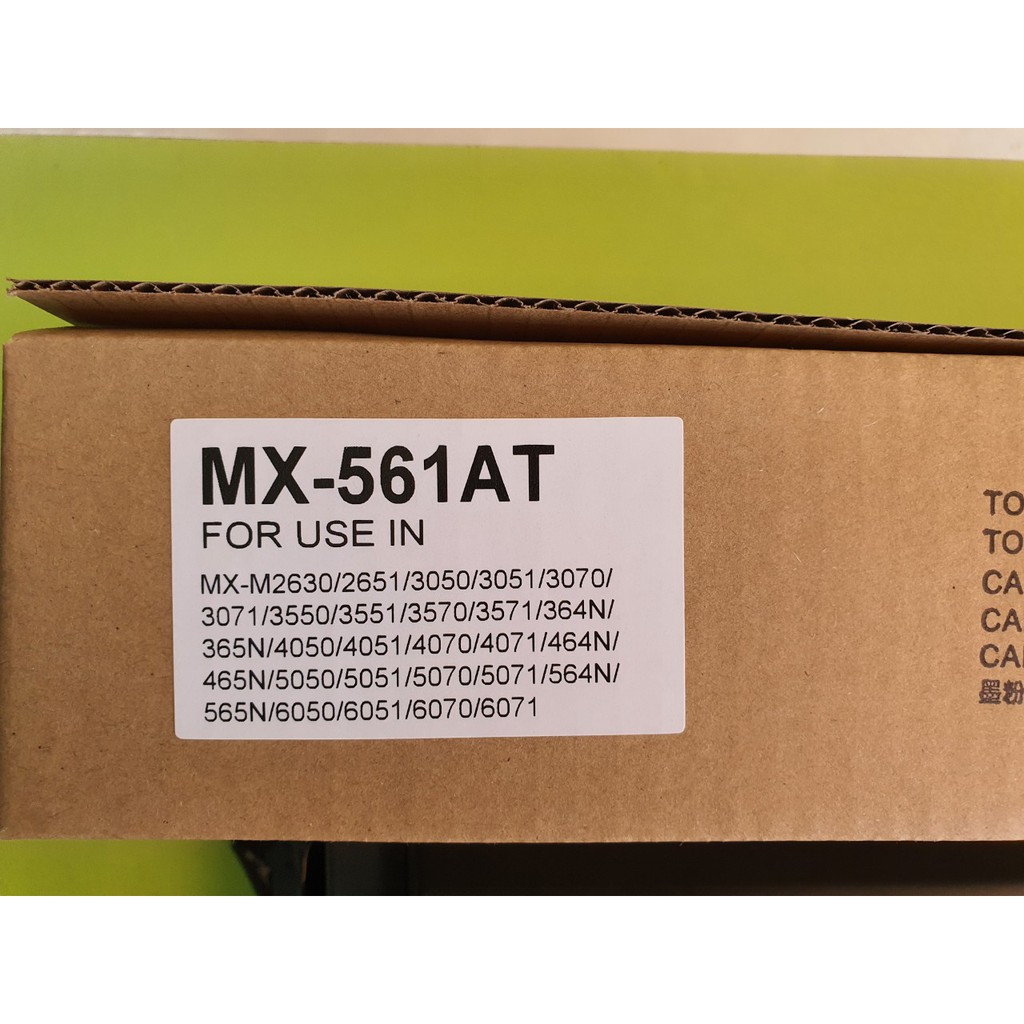 MX-561AT
FOR USE IN
MX-M2630/2651/3050/3051/3070/
3071/3550/3551/3570/3571/364N/
365N/4050/4051/4070/4071/464N/
465N/5050/5051/5070/5071/564N/
565N/6050/6051/6070/6071
TO
TO
CA
CA
CA
墨粉